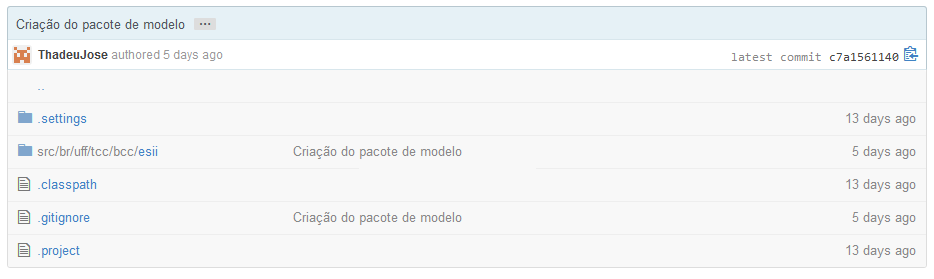 Criação do pacote de modelo ...
ThadeuJose authored 5 days ago latest commit c7a1561140
..
.settings 13 days ago
src/br/uff/tcc/bcc/esii Criação do pacote de modelo 5 days ago
.classpath 13 days ago
.gitignore Criação do pacote de modelo 5 days ago
.project 13 days ago